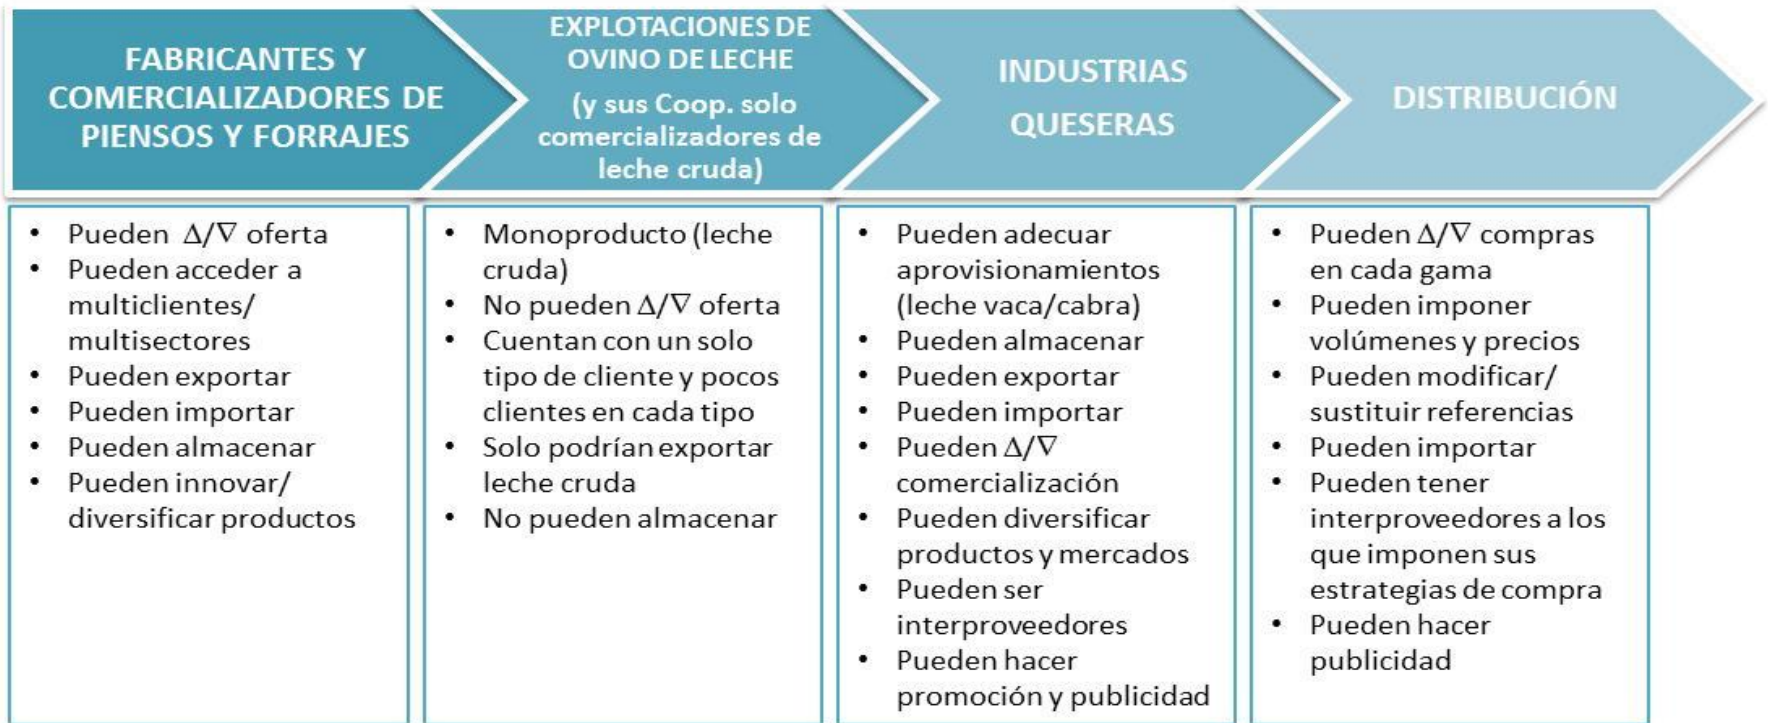 FABRICANTES Y
COMERCIALIZADORES DE
PIENSOS Y FORRAJES
EXPLOTACIONES DE
OVINO DE LECHE
(y sus Coop. solo
comercializadores de
leche cruda)
INDUSTRIAS
QUESERAS
DISTRIBUCIÓN
• Pueden ∆/∇ oferta
• Pueden acceder a
multiclientes/
multisectores
• Pueden exportar
• Pueden importar
• Pueden almacenar
• Pueden innovar/
diversificar productos
• Monoproducto (leche
cruda)
• No pueden ∆/∇ oferta
• Cuentan con un solo
tipo de cliente y pocos
clientes en cada tipo
• Solo podrían exportar
leche cruda
• No pueden almacenar
• Pueden adecuar
aprovisionamientos
(leche vaca/cabra)
• Pueden almacenar
• Pueden exportar
• Pueden importar
• Pueden ∆/∇
comercialización
• Pueden diversificar
productos y mercados
• Pueden ser
interproveedores
• Pueden hacer
promoción y publicidad
• Pueden ∆/∇ compras
en cada gama
• Pueden imponer
volúmenes y precios
• Pueden modificar/
sustituir referencias
• Pueden importar
• Pueden tener
interproveedores a los
que imponen sus
estrategias de compra
• Pueden hacer
publicidad